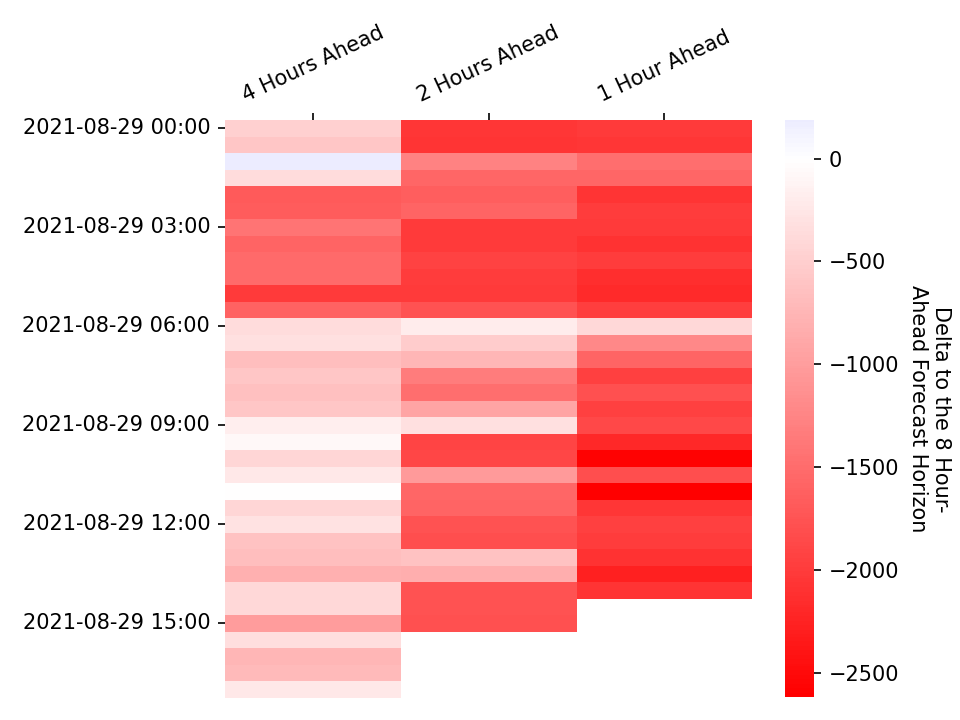 4 Hours Ahead
2 Hours Ahead
1 Hour Ahead
2021-08-29 00:00
2021-08-29 03:00
2021-08-29 06:00
2021-08-29 09:00
2021-08-29 12:00
2021-08-29 15:00
0
−500
−1000
−1500
−2000
−2500
Delta to the 8 Hour-
Ahead Forecast Horizon